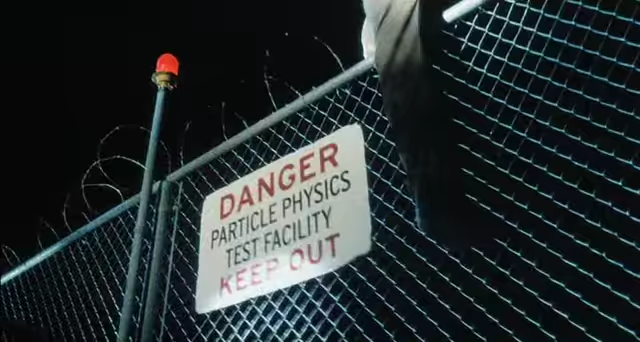 DANGER
PARTICLE PHYSICS
TEST FACILITY
KEEP OUT